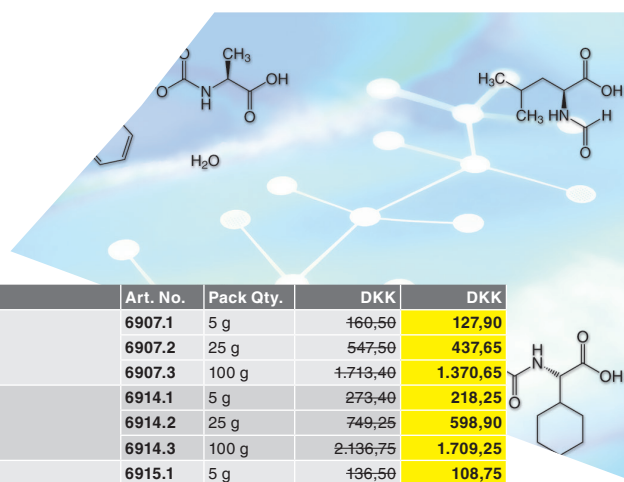 O
CH3
O
O
N
H
OH
O
H2O
H3C
O
OH
CH3
HN
H
O
Art. No. Pack Qty. DKK DKK
6907.1 5 g 160,50 127,90
6907.2 25 g 547,50 437,65
6907.3 100 g 1.713,40 1.370,65
6914.1 5 g 273,40 218,25
6914.2 25 g 749,25 598,90
6914.3 100 g 2.136,75 1.709,25
6915.1 5 g 136,50 108,75
H
N
O
OH
O